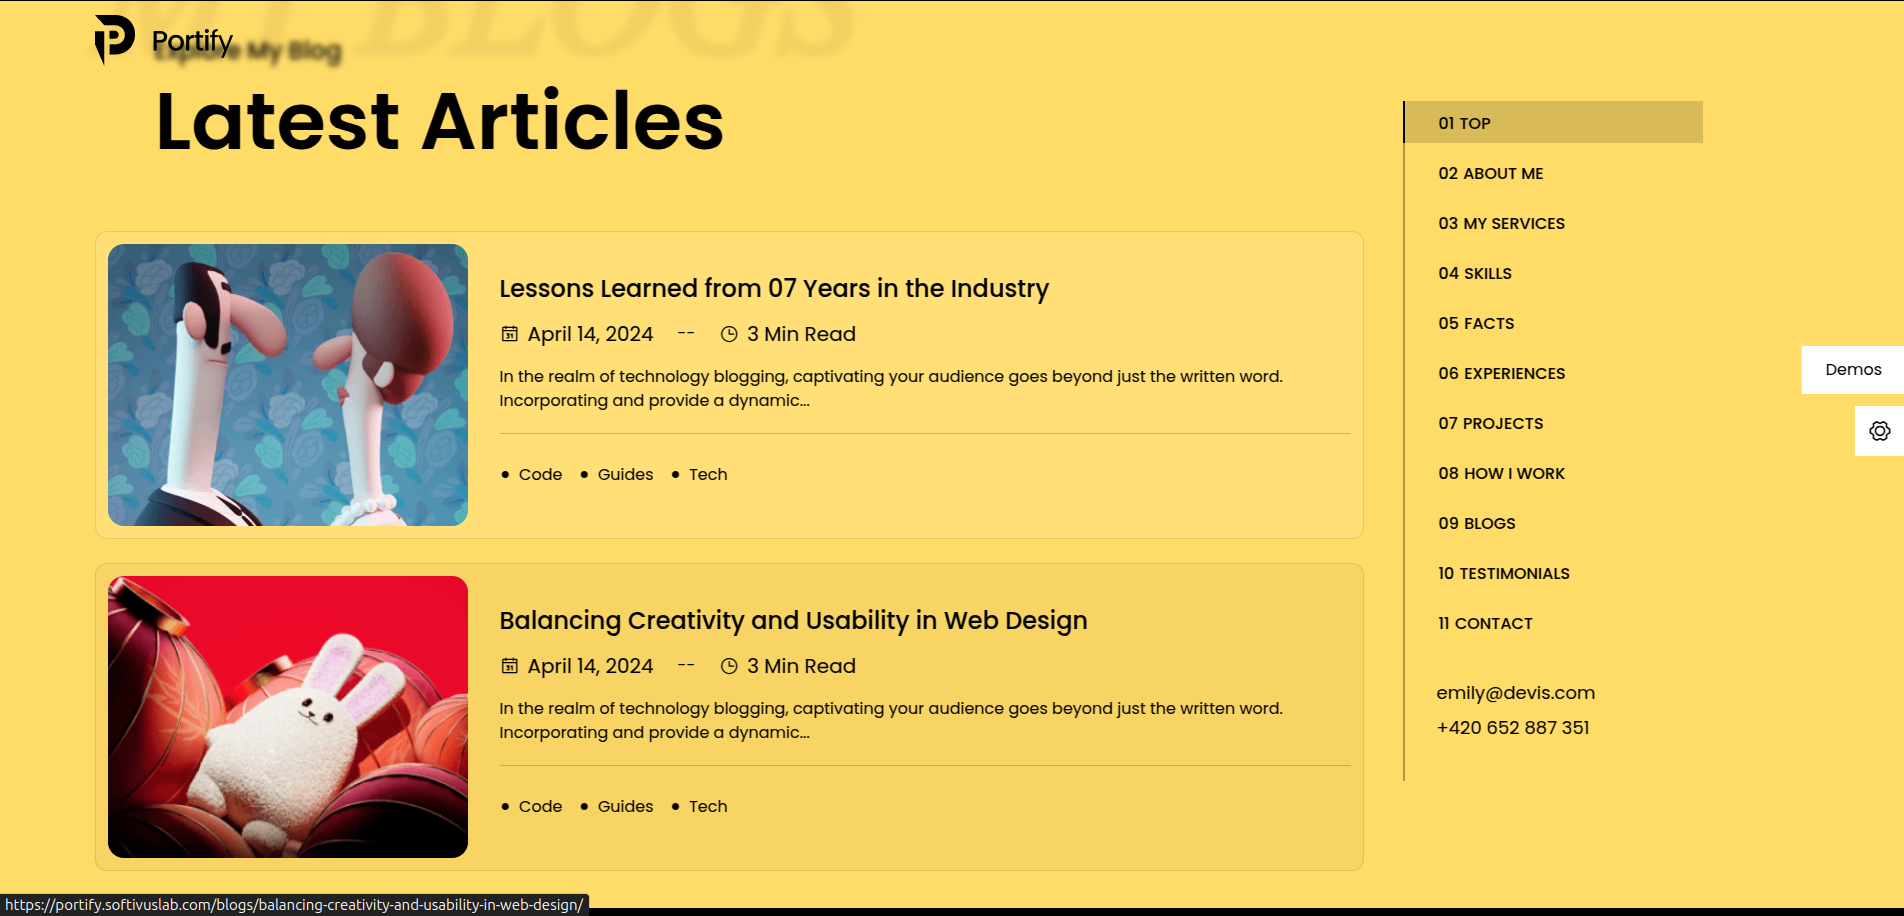 MY BLOGS
Portify
Explore My Blog
Latest Articles
Lessons Learned from 07 Years in the Industry
31 April 14, 2024 -- 3 Min Read
In the realm of technology blogging, captivating your audience goes beyond just the written word.
Incorporating and provide a dynamic...
• Code • Guides • Tech
Balancing Creativity and Usability in Web Design
31 April 14, 2024 -- 3 Min Read
In the realm of technology blogging, captivating your audience goes beyond just the written word.
Incorporating and provide a dynamic...
• Code • Guides • Tech
01 TOP
02 ABOUT ME
03 MY SERVICES
04 SKILLS
05 FACTS
06 EXPERIENCES
07 PROJECTS
08 HOW I WORK
09 BLOGS
10 TESTIMONIALS
11 CONTACT
emily@devis.com
+420 652 887 351
Demos
https://portify.softivuslab.com/blogs/balancing-creativity-and-usability-in-web-design/